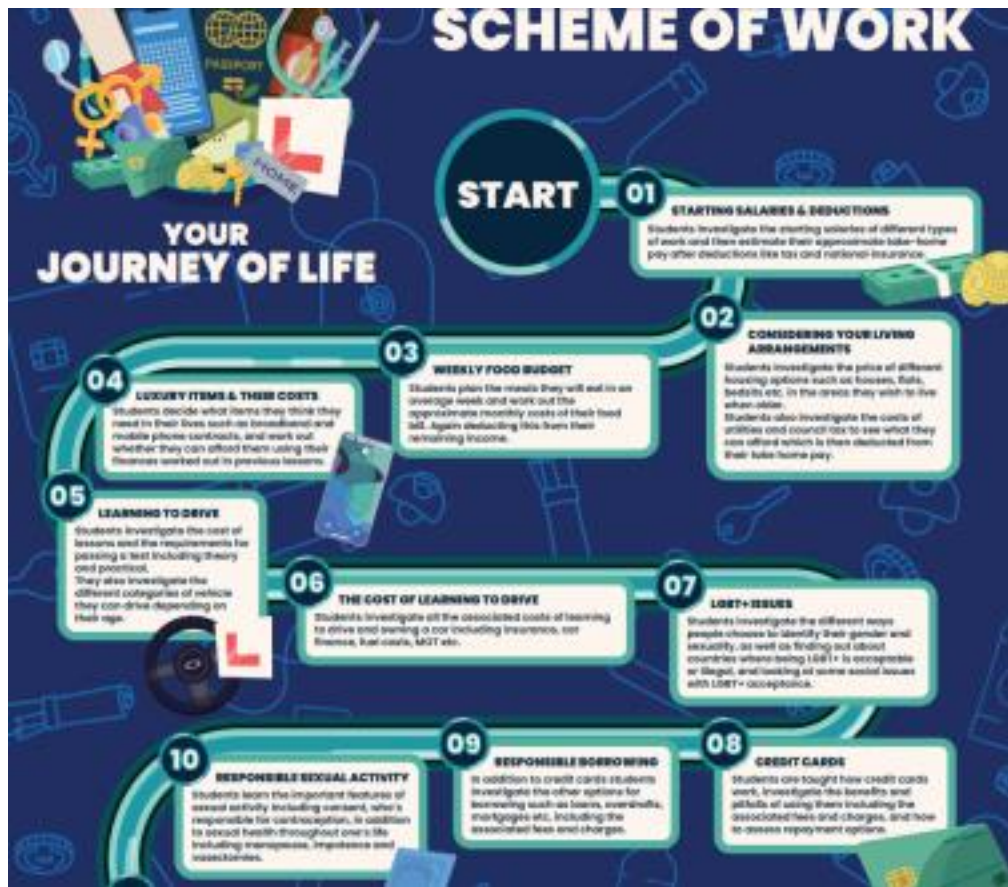 SCHEME OF WORK
PASSPORT
HOME
L
YOUR
JOURNEY OF LIFE
START
01
STARTING SALARIES & DEDUCTIONS
Students investigate the starting salaries of different types
of work and then estimate their approximate take-home
pay after deductions like tax and national insurance.
02
CONSIDERING YOUR LIVING
ARRANGEMENTS
Students investigate the price of different
housing options such as houses, flats,
bedsits etc. in the areas they wish to live
when older.
Students also investigate the costs of
utilities and council tax to see what they
can afford which is then deducted from
their take home pay.
03
WEEKLY FOOD BUDGET
Students plan the meals they will eat in an
average week and work out the
approximate monthly costs of their food
bill. Again deducting this from their
remaining income.
04
LUXURY ITEMS & THEIR COSTS
Students decide what items they think they
need in their lives such as broadband and
mobile phone contracts, and work out
whether they can afford them using their
finances worked out in previous lessons.
05
LEARNING TO DRIVE
Students investigate the cost of
lessons and the requirements for
passing a test including theory
and practical.
They also investigate the
different categories of vehicle
they can drive depending on
their age.
L
06
THE COST OF LEARNING TO DRIVE
Students investigate all the associated costs of learning
to drive and owning a car including insurance, car
finance, fuel costs, MOT etc.
07
LGBT+ ISSUES
Students investigate the different ways
people choose to identify their gender and
sexuality, as well as finding out about
countries where being LGBT+ is acceptable
or illegal, and looking at some social issues
with LGBT+ acceptance.
08
CREDIT CARDS
Students are taught how credit cards
work, investigate the benefits and
pitfalls of using them including the
associated fees and charges, and how
to assess repayment options.
09
RESPONSIBLE BORROWING
In addition to credit cards students
investigate the other options for
borrowing such as loans, overdrafts,
mortgages etc. including the
associated fees and charges.
10
RESPONSIBLE SEXUAL ACTIVITY
Students learn the important features of
sexual activity including consent, who's
responsible for contraception, in addition
to sexual health throughout one's life
including menopause, impotence and
vasectomies.